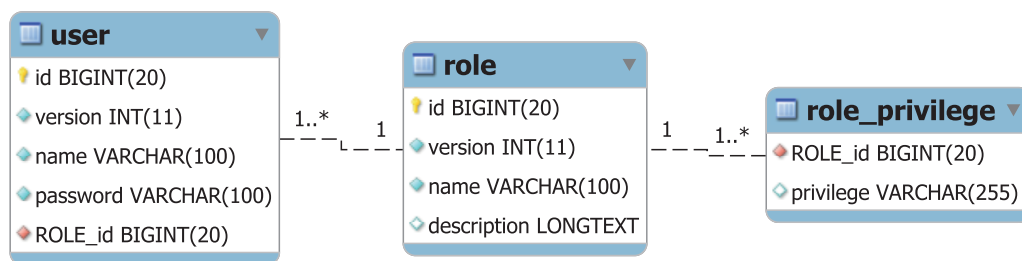 user
id BIGINT(20)
version INT(11)
name VARCHAR(100)
password VARCHAR(100)
ROLE_id BIGINT(20)
1..*
1
role
id BIGINT(20)
version INT(11)
name VARCHAR(100)
description LONGTEXT
1
1..*
role_privilege
ROLE_id BIGINT(20)
privilege VARCHAR(255)